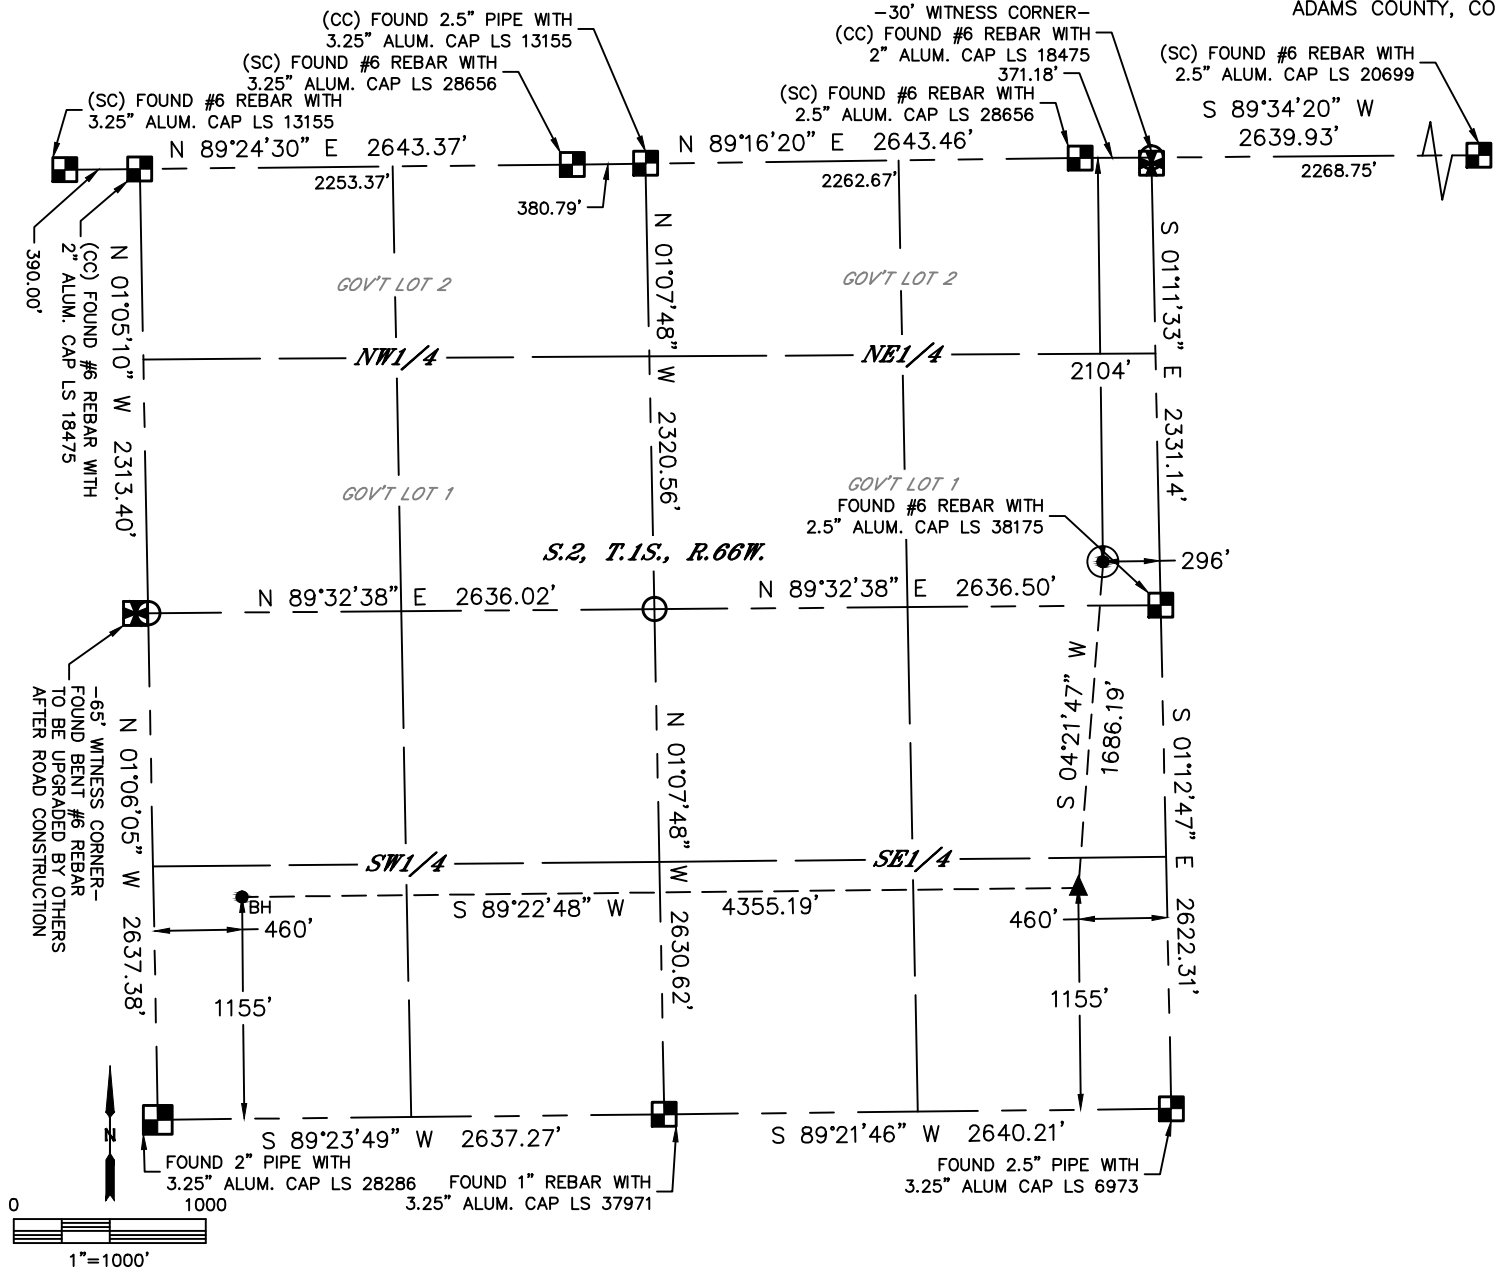 ADAMS COUNTY, CO
(CC) FOUND 2.5" PIPE WITH
3.25" ALUM. CAP LS 13155
(SC) FOUND #6 REBAR WITH
3.25" ALUM. CAP LS 28656
(SC) FOUND #6 REBAR WITH
3.25" ALUM. CAP LS 13155
-30' WITNESS CORNER-
(CC) FOUND #6 REBAR WITH
2" ALUM. CAP LS 18475
371.18'
(SC) FOUND #6 REBAR WITH
2.5" ALUM. CAP LS 28656
(SC) FOUND #6 REBAR WITH
2.5" ALUM. CAP LS 20699
S 89°34'20" W
2639.93'
2268.75'
N 89°24'30" E 2643.37'
2253.37'
380.79'
N 89°16'20" E 2643.46'
2262.67'
390.00'
(CC) FOUND #6 REBAR WITH
2" ALUM. CAP LS 18475
N 01°05'10" W 2313.40'
N 01°07'48" W 2320.56'
S 01°11'33" E 2331.14'
GOV'T LOT 2
GOV'T LOT 2
NW1/4
NE1/4
2104'
GOV'T LOT 1
GOV'T LOT 1
FOUND #6 REBAR WITH
2.5" ALUM. CAP LS 38175
S.2, T.1S., R.66W.
296'
N 89°32'38" E 2636.02'
N 89°32'38" E 2636.50'
-65' WITNESS CORNER-
FOUND BENT #6 REBAR
TO BE UPGRADED BY OTHERS
AFTER ROAD CONSTRUCTION
N 01°06'05" W 2637.38'
N 01°07'48" W 2630.62'
S 04°21'47" W
1686.19'
S 01°12'47" E 2622.31'
SW1/4
SE1/4
BH
S 89°22'48" W 4355.19'
460'
460'
1155'
1155'
S 89°23'49" W 2637.27'
S 89°21'46" W 2640.21'
FOUND 2" PIPE WITH
3.25" ALUM. CAP LS 28286
FOUND 1" REBAR WITH
3.25" ALUM. CAP LS 37971
FOUND 2.5" PIPE WITH
3.25" ALUM CAP LS 6973
N
0 1000
1"=1000'